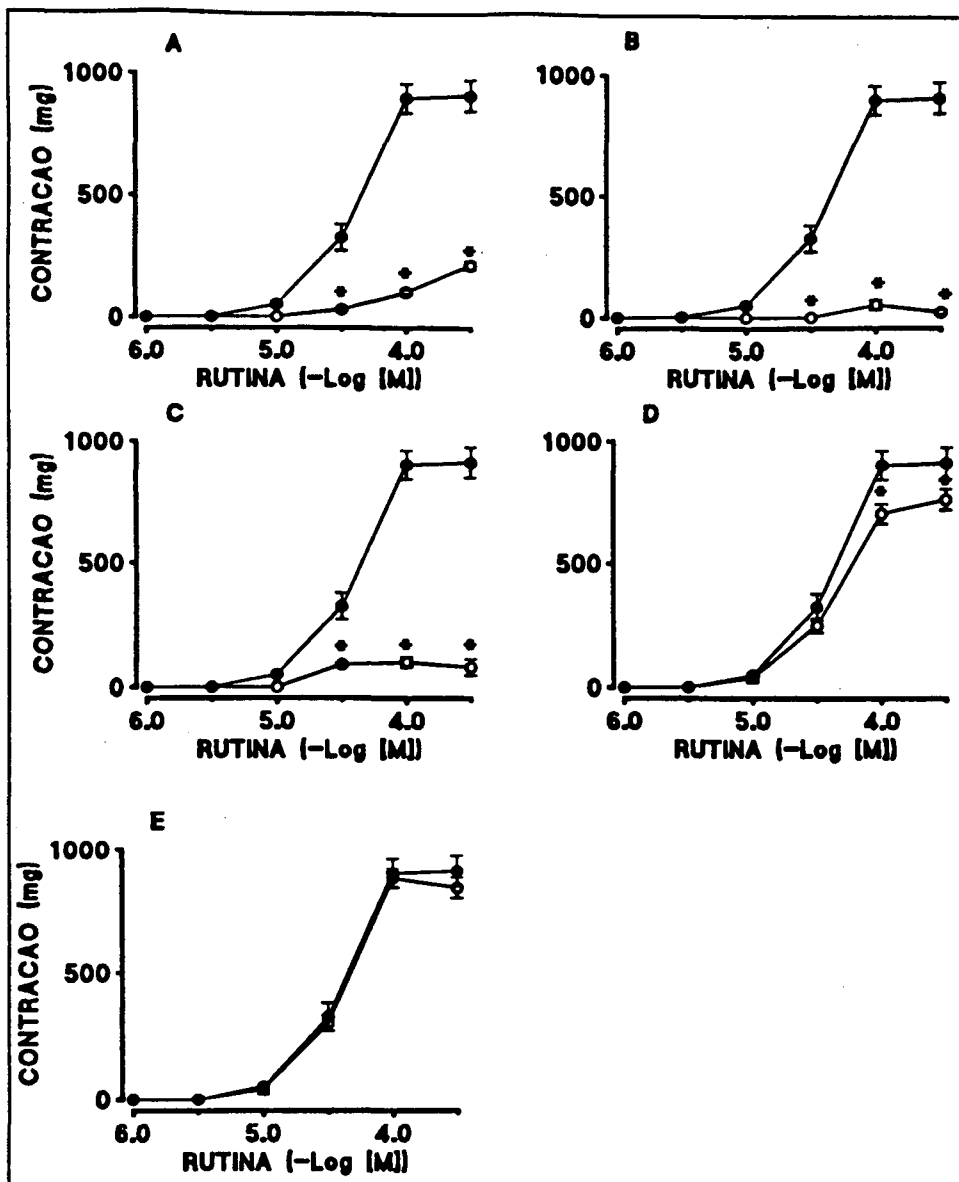 A
CONTRACAO (mg)
1000
500
0
6.0 5.0 4.0
RUTINA (-Log [M])
B
1000
500
0
6.0 5.0 4.0
RUTINA (-Log [M])
C
CONTRACAO (mg)
1000
500
0
6.0 5.0 4.0
RUTINA (-Log [M])
D
1000
500
0
6.0 5.0 4.0
RUTINA (-Log [M])
E
CONTRACAO (mg)
1000
500
0
6.0 5.0 4.0
RUTINA (-Log [M])